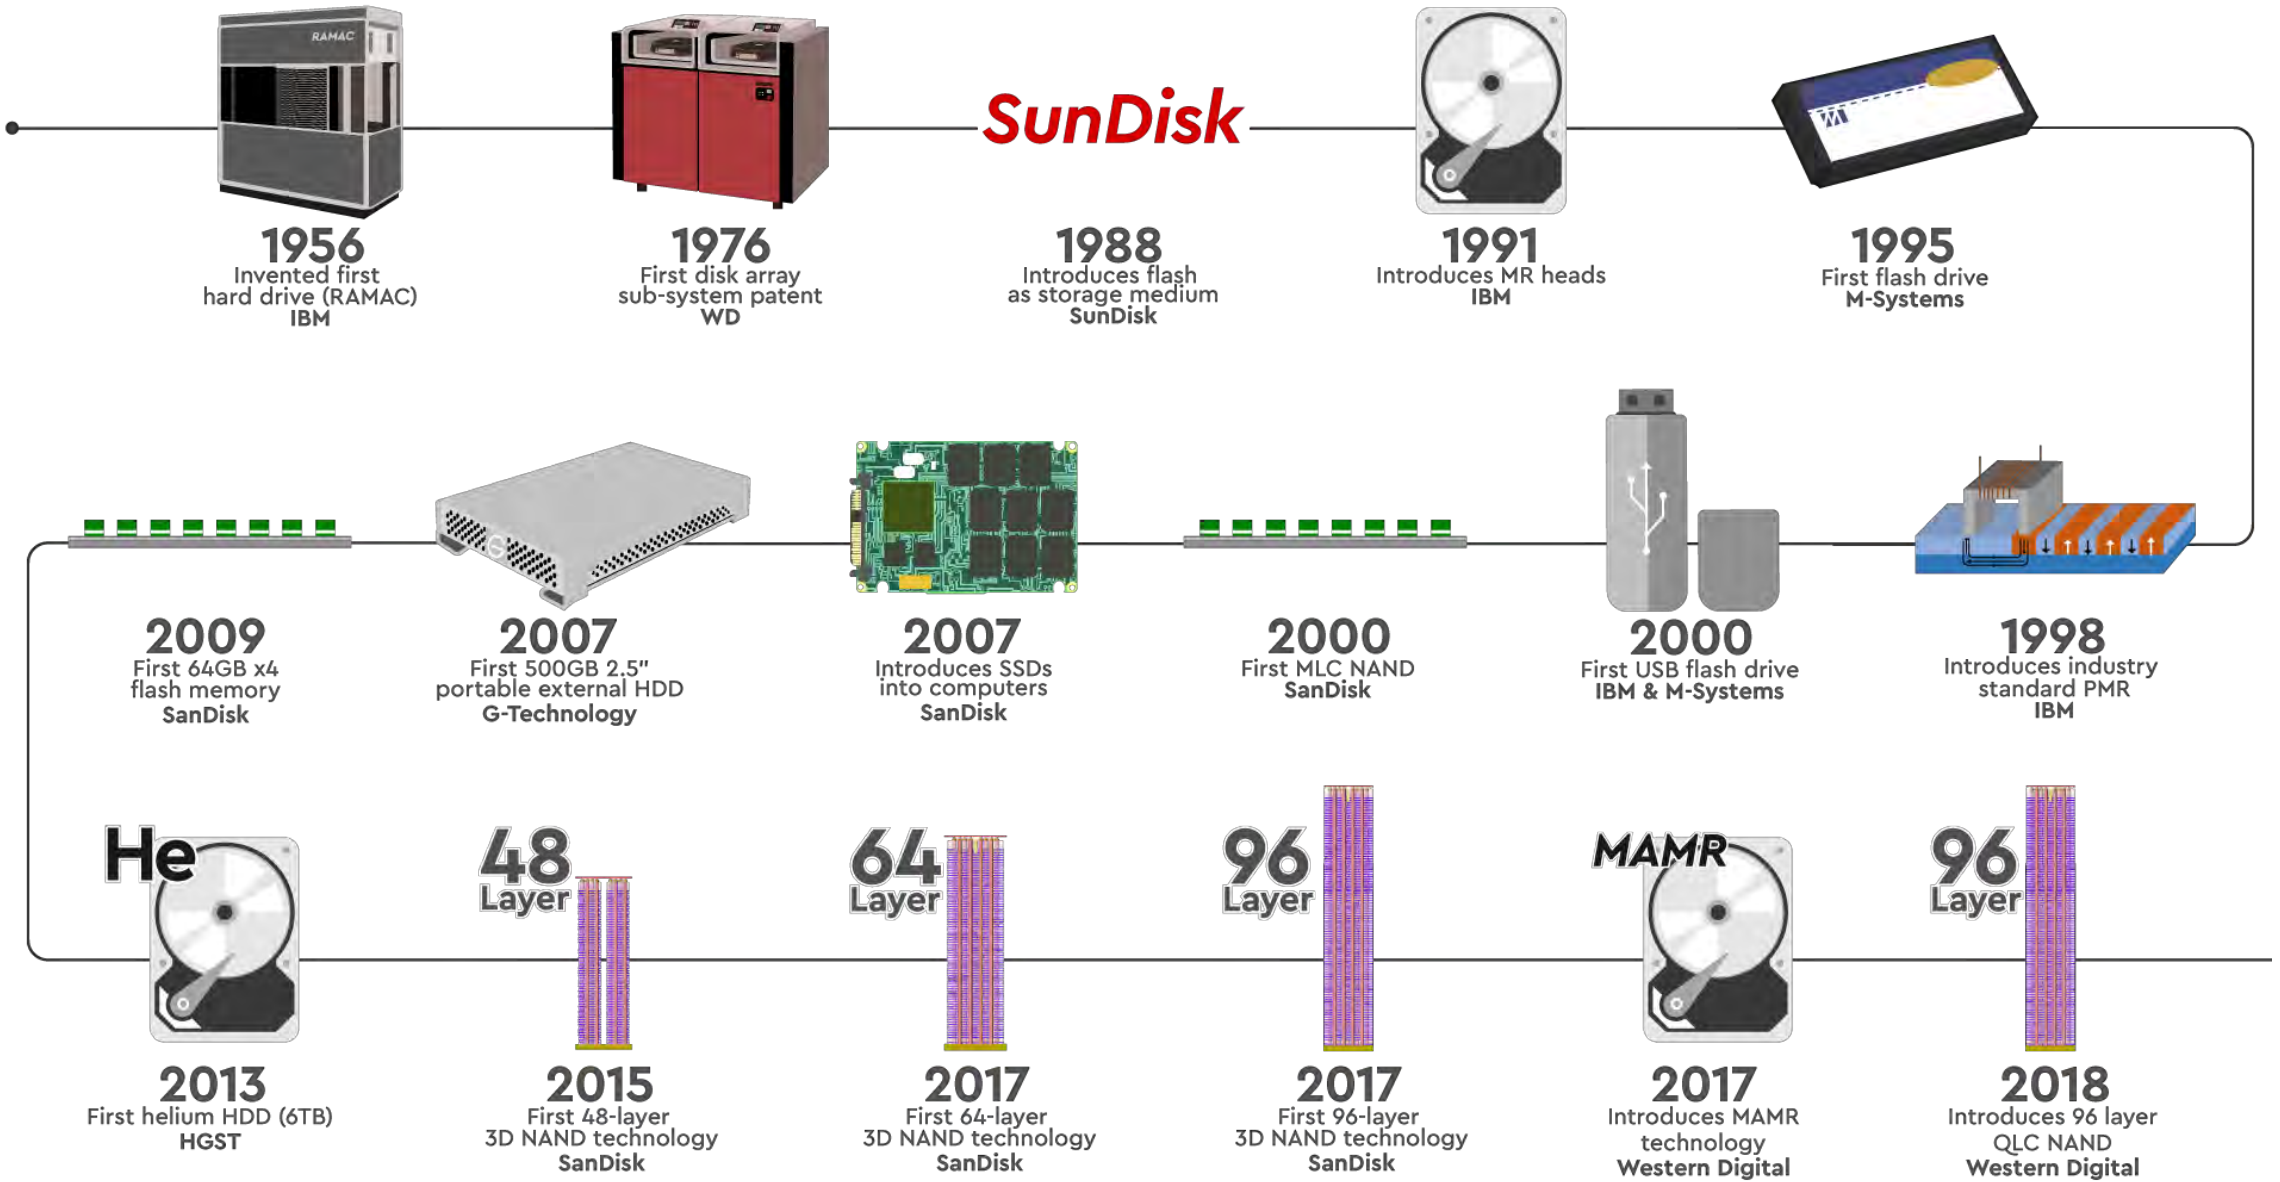 RAMAC
1956
Invented first
hard drive (RAMAC)
IBM
1976
First disk array
sub-system patent
WD
SunDisk
1988
Introduces flash
as storage medium
SunDisk
1991
Introduces MR heads
IBM
M
1995
First flash drive
M-Systems
1998
Introduces industry
standard PMR
IBM
2000
First USB flash drive
IBM & M-Systems
2000
First MLC NAND
SanDisk
2007
Introduces SSDs
into computers
SanDisk
G
2007
First 500GB 2.5"
portable external HDD
G-Technology
2009
First 64GB x4
flash memory
SanDisk
He
2013
First helium HDD (6TB)
HGST
48
Layer
2015
First 48-layer
3D NAND technology
SanDisk
64
Layer
2017
First 64-layer
3D NAND technology
SanDisk
96
Layer
2017
First 96-layer
3D NAND technology
SanDisk
MAMR
2017
Introduces MAMR
technology
Western Digital
96
Layer
2018
Introduces 96 layer
QLC NAND
Western Digital